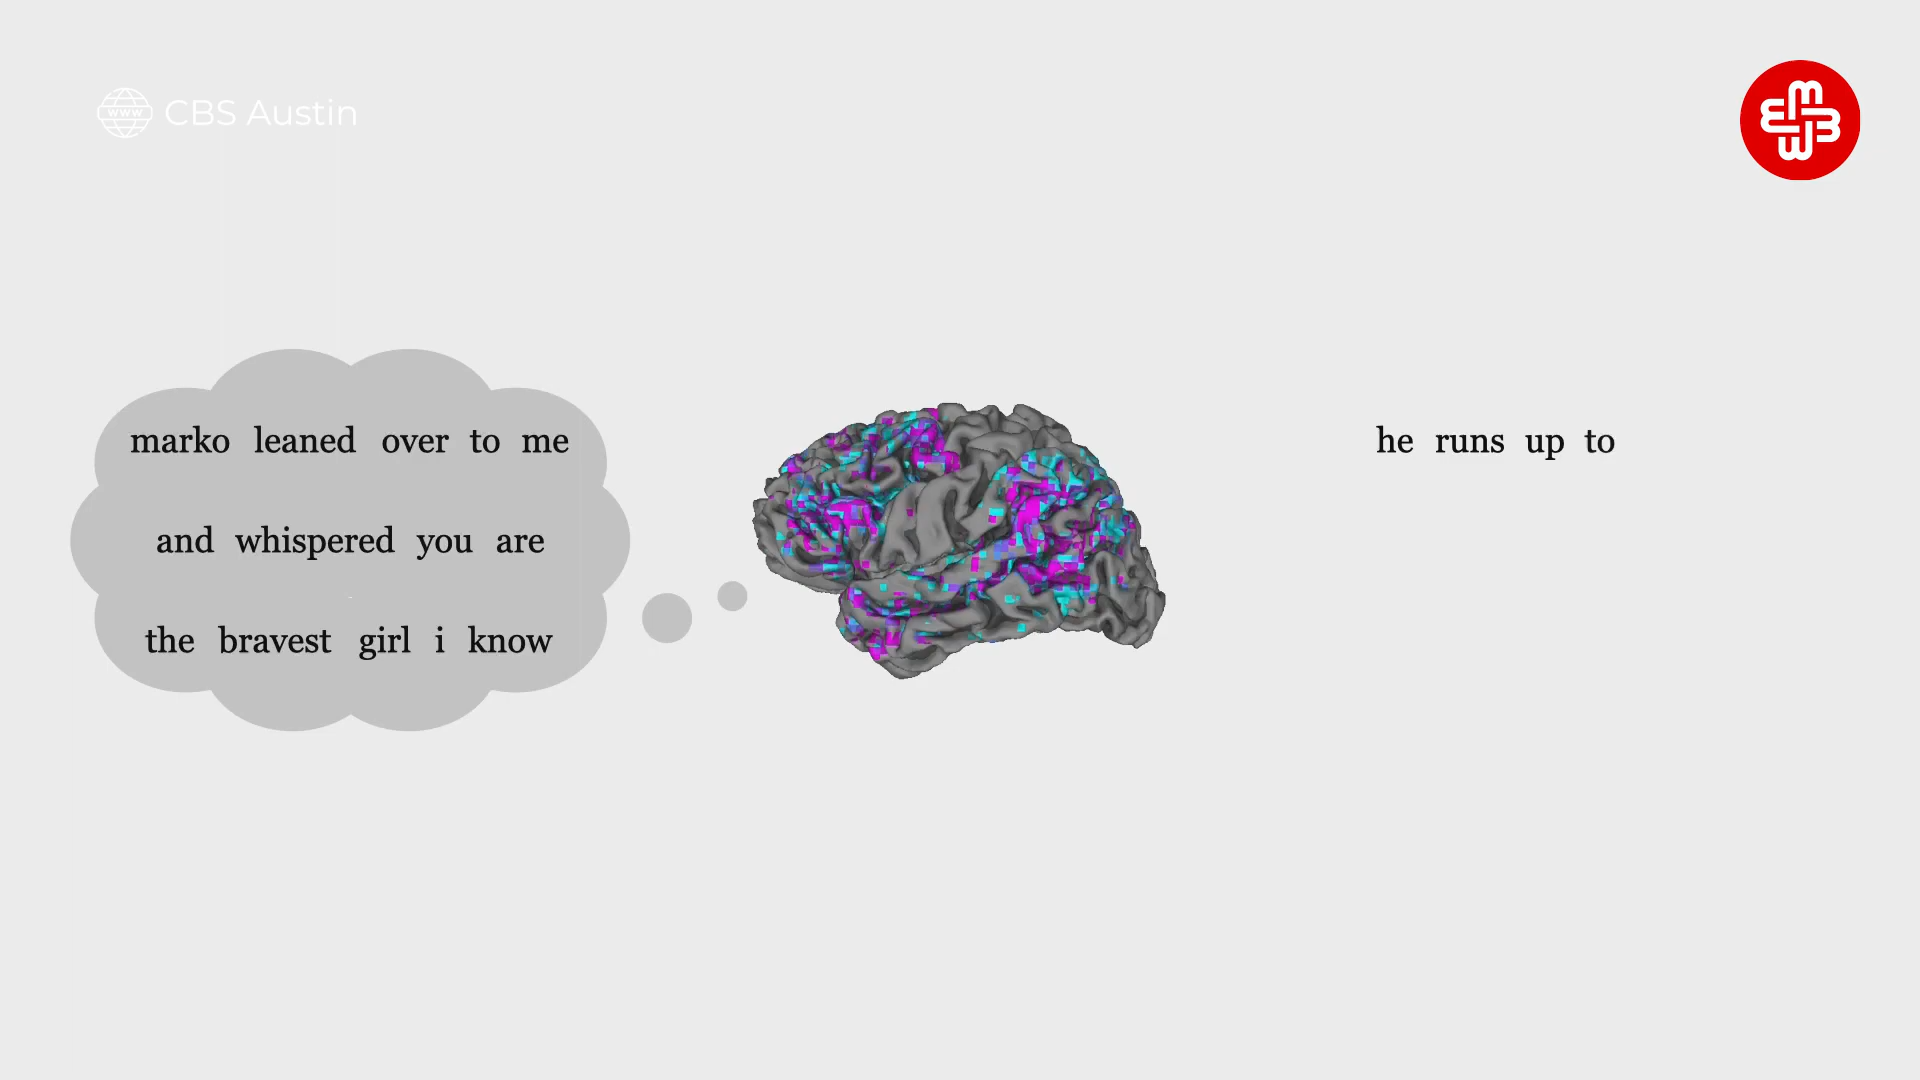 www CBS Austin
marko leaned over to me
and whispered you are
the bravest girl i know
he runs up to